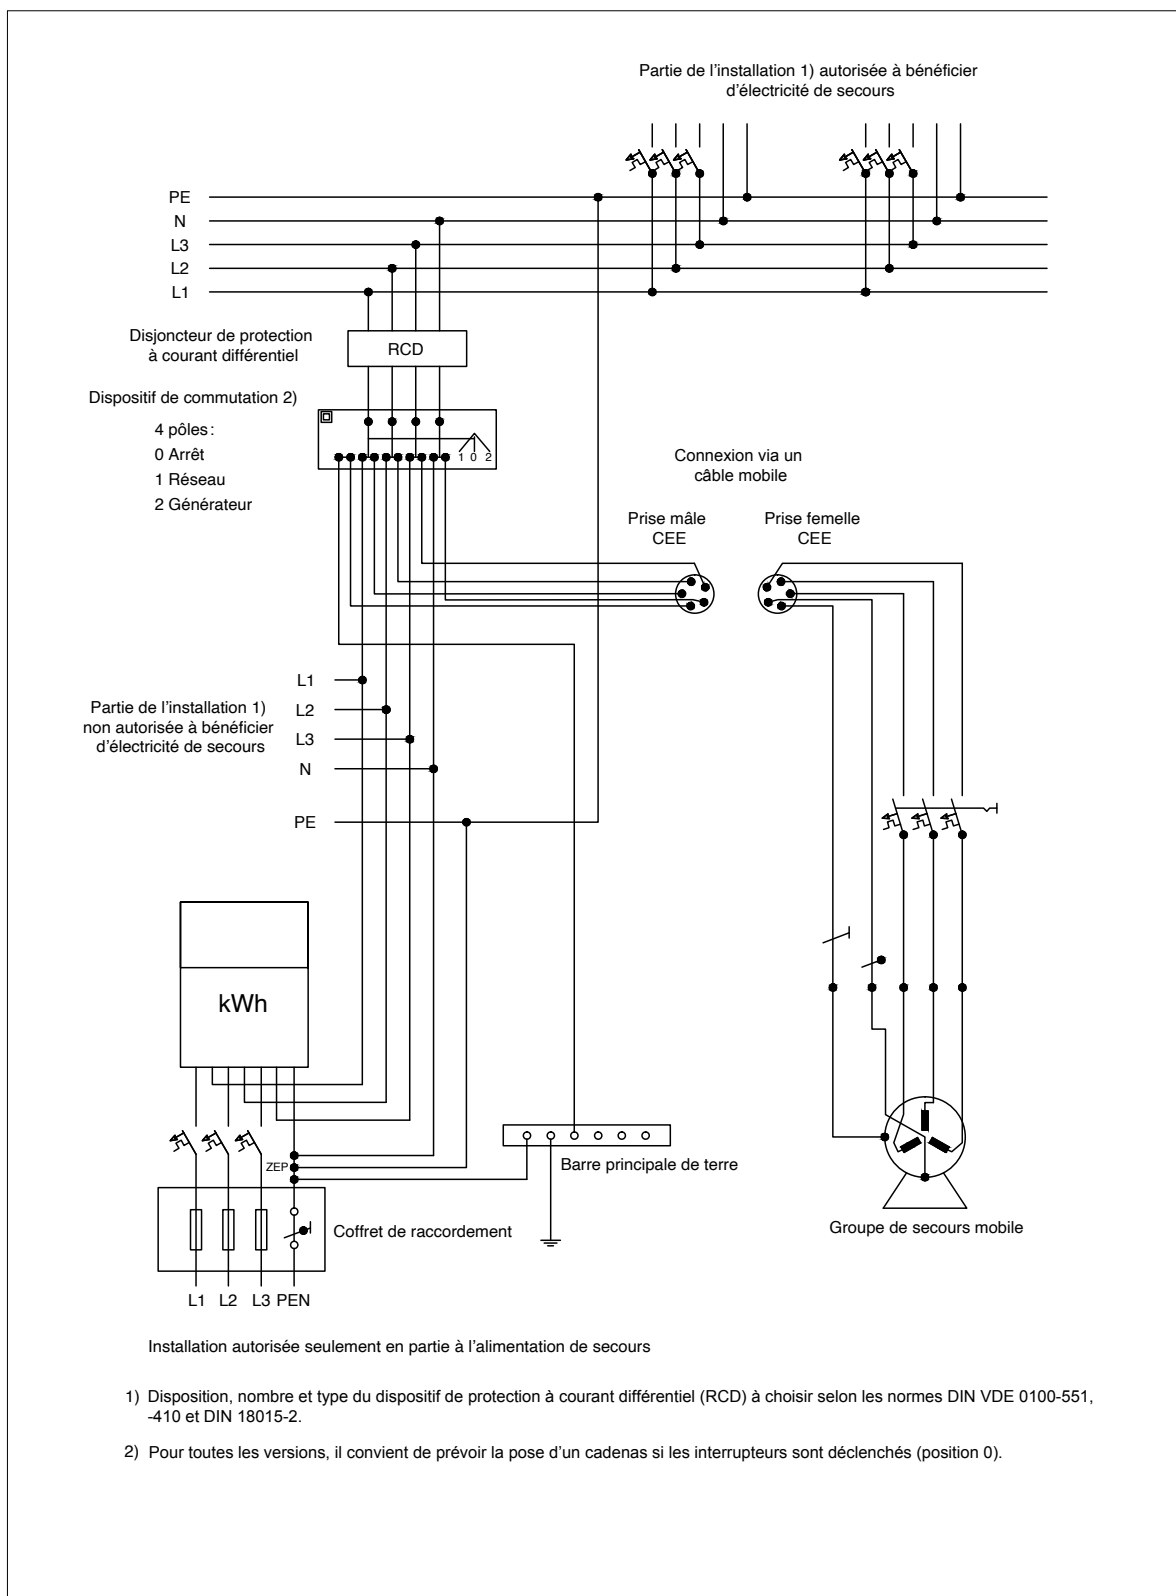 Partie de l'installation 1) autorisée à bénéficier
d'électricité de secours
PE
N
L3
L2
L1
Disjoncteur de protection
à courant différentiel
RCD
Dispositif de commutation 2)
4 pôles :
0 Arrêt
1 Réseau
2 Générateur
1 0 2
Connexion via un
câble mobile
Prise mâle
CEE
Prise femelle
CEE
L1
L2
L3
N
PE
Partie de l'installation 1)
non autorisée à bénéficier
d'électricité de secours
kWh
ZEP
Barre principale de terre
Coffret de raccordement
Groupe de secours mobile
L1 L2 L3 PEN
Installation autorisée seulement en partie à l'alimentation de secours
1) Disposition, nombre et type du dispositif de protection à courant différentiel (RCD) à choisir selon les normes DIN VDE 0100-551,
-410 et DIN 18015-2.
2) Pour toutes les versions, il convient de prévoir la pose d'un cadenas si les interrupteurs sont déclenchés (position 0).